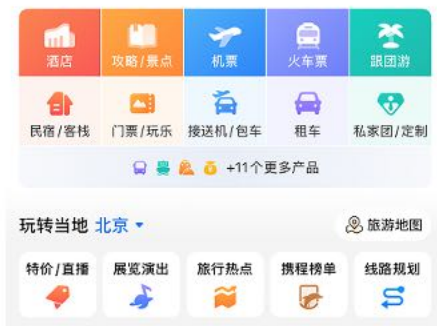 酒店 攻略/景点 机票 火车票 跟团游
民宿/客栈 门票/玩乐 接送机/包车 租车 私家团/定制
+11个更多产品
玩转当地 北京 旅游地图
特价/直播 展览演出 旅行热点 携程榜单 线路规划